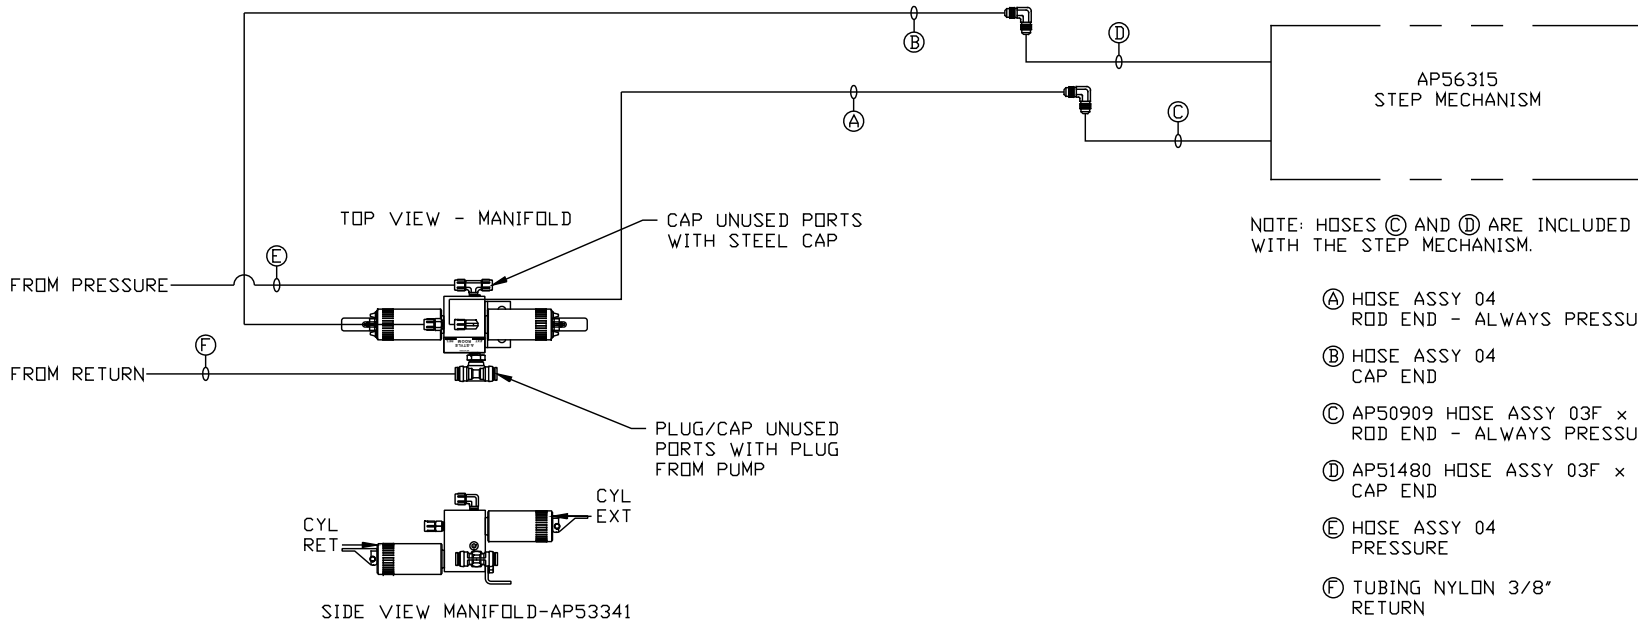 B
D
AP56315
STEP MECHANISM
A
C
TOP VIEW - MANIFOLD
CAP UNUSED PORTS
WITH STEEL CAP
NOTE: HOSES C AND D ARE INCLUDED
WITH THE STEP MECHANISM.
E
FROM PRESSURE
F
FROM RETURN
PLUG/CAP UNUSED
PORTS WITH PLUG
FROM PUMP
A HOSE ASSY 04
ROD END - ALWAYS PRESSU
B HOSE ASSY 04
CAP END
C AP50909 HOSE ASSY 03F x
ROD END - ALWAYS PRESSU
D AP51480 HOSE ASSY 03F x
CAP END
E HOSE ASSY 04
PRESSURE
F TUBING NYLON 3/8"
RETURN
CYL
EXT
CYL
RET
SIDE VIEW MANIFOLD-AP53341